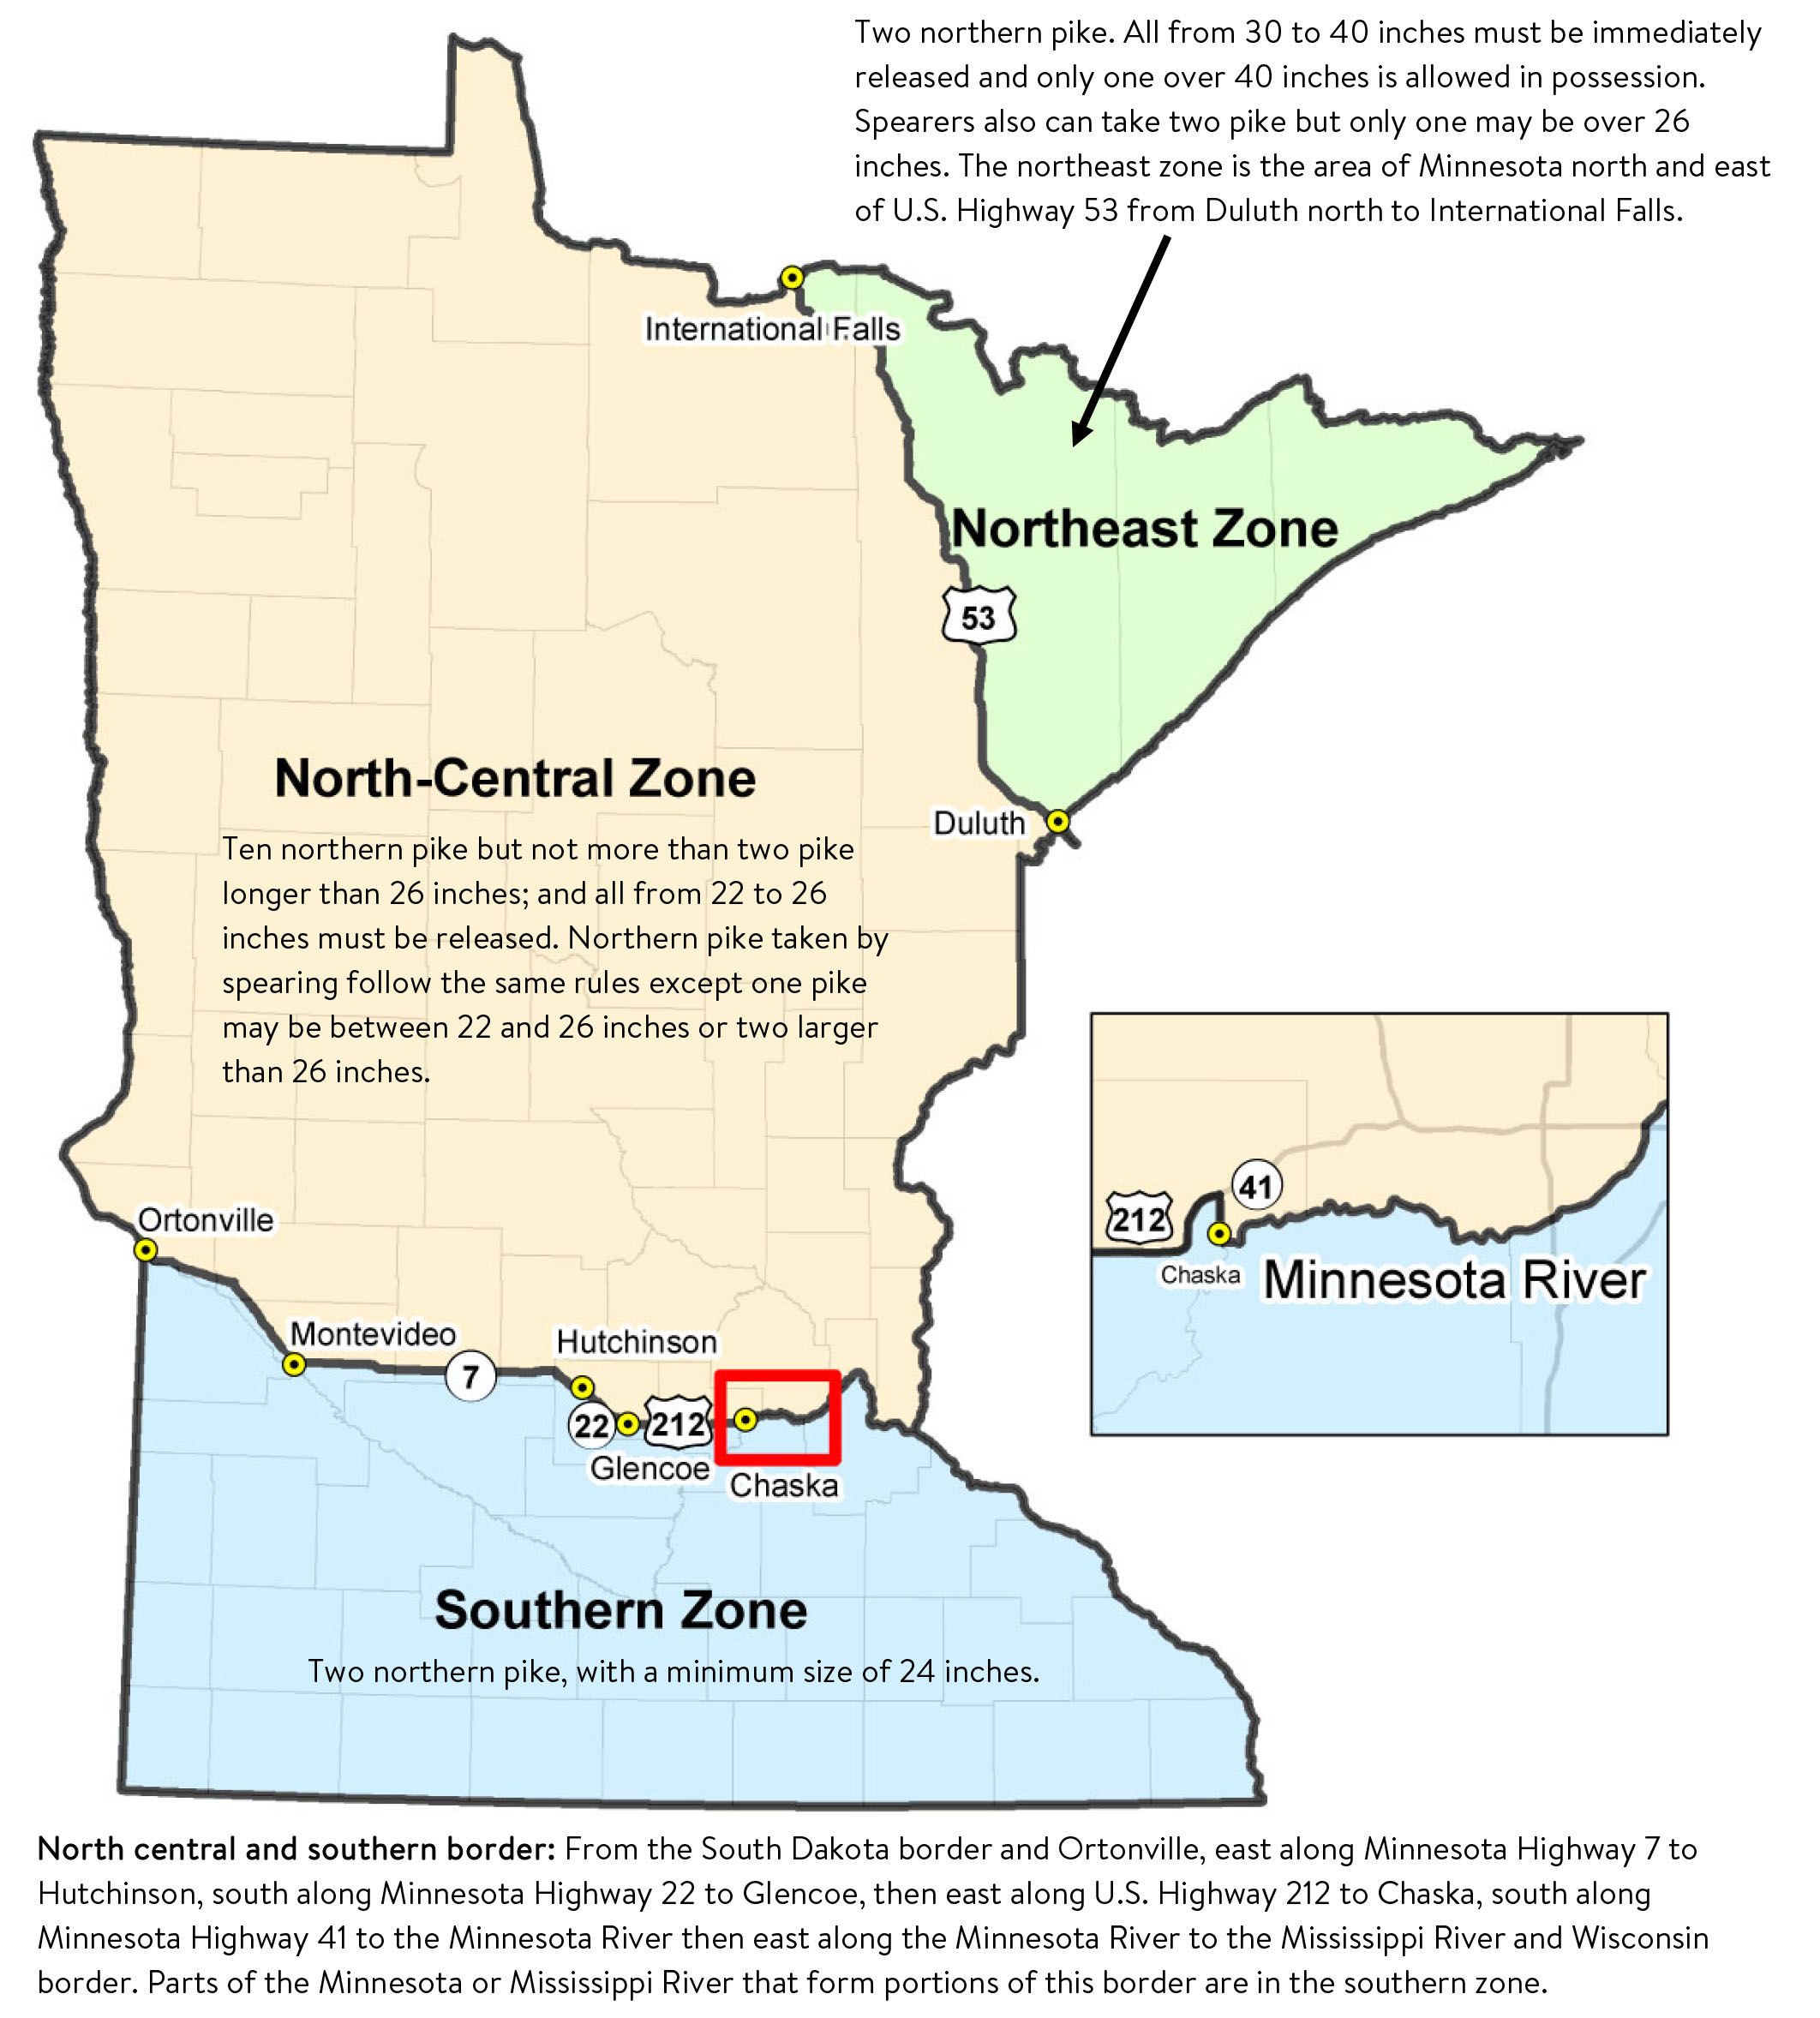 Two northern pike. All from 30 to 40 inches must be immediately
released and only one over 40 inches is allowed in possession.
Spearers also can take two pike but only one may be over 26
inches. The northeast zone is the area of Minnesota north and east
of U.S. Highway 53 from Duluth north to International Falls.
International Falls
Northeast Zone
53
North-Central Zone
Duluth
Ten northern pike but not more than two pike
longer than 26 inches; and all from 22 to 26
inches must be released. Northern pike taken by
spearing follow the same rules except one pike
may be between 22 and 26 inches or two larger
than 26 inches.
41
212
Chaska
Minnesota River
Ortonville
Montevideo
Hutchinson
7
22
212
Glencoe
Chaska
Southern Zone
Two northern pike, with a minimum size of 24 inches.
North central and southern border: From the South Dakota border and Ortonville, east along Minnesota Highway 7 to
Hutchinson, south along Minnesota Highway 22 to Glencoe, then east along U.S. Highway 212 to Chaska, south along
Minnesota Highway 41 to the Minnesota River then east along the Minnesota River to the Mississippi River and Wisconsin
border. Parts of the Minnesota or Mississippi River that form portions of this border are in the southern zone.